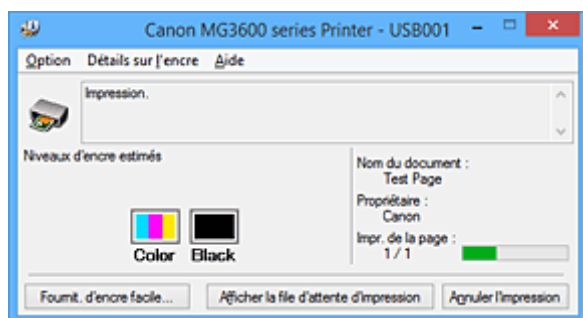 Canon MG3600 series Printer - USB001
Option Détails sur l'encre Aide
Impression.
Niveaux d'encre estimés
Color Black
Nom du document :
Test Page
Propriétaire :
Canon
Impr. de la page :
1 / 1
Fournit. d'encre facile... Afficher la file d'attente d'impression Annuler l'impression